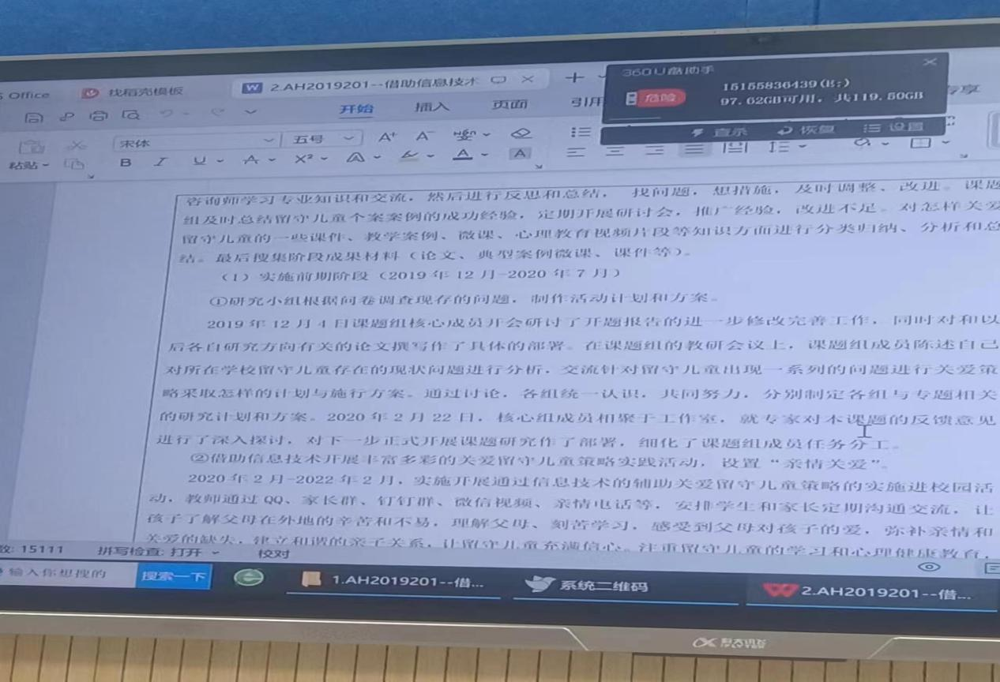 S Office
找稻壳模板
2.AH2019201--借助信息技术
开始
插入
页面
引用
360U盘助手
危险
15155836439(H:)
97.62GB可用，共119.50GB
直杀
恢复
设置
专享
粘贴
宋体
五号
A+
A-
B I U A X² A A A
咨询师学习专业知识和交流，然后进行反思和总结， 找问题，想措施，及时调整、改进。课题
组及时总结留守儿童个案案例的成功经验，定期开展研讨会，推广经验，改进不足。对怎样关爱
留守儿童的一些课件、教学案例、微课、心理教育视频片段等知识方面进行分类归纳、分析和总
结。最后搜集阶段成果材料（论文、典型案例微课、课件等）。
（1）实施前期阶段（2019 年 12 月-2020 年 7 月）
①研究小组根据问卷调查现存的问题，制作活动计划和方案。
2019 年 12 月 4 日课题组核心成员开会研讨了开题报告的进一步修改完善工作，同时对和以
后各自研究方向有关的论文撰写作了具体的部署。在课题组的教研会议上，课题组成员陈述自己
对所在学校留守儿童存在的现状问题进行分析，交流针对留守儿童出现一系列的问题进行关爱策
略采取怎样的计划与施行方案。通过讨论，各组统一认识，共同努力，分别制定各组与专题相关
的研究计划和方案。2020 年 2 月 22 日，核心组成员相聚于工作室，就专家对本课题的反馈意见
进行了深入探讨，对下一步正式开展课题研究作了部署，细化了课题组成员任务分工。
②借助信息技术开展丰富多彩的关爱留守儿童策略实践活动，设置“亲情关爱”。
2020 年 2 月-2022 年 2 月，实施开展通过信息技术的辅助关爱留守儿童策略的实施进校园活
动，教师通过 QQ、家长群、钉钉群、微信视频、亲情电话等，安排学生和家长定期沟通交流，让
孩子了解父母在外地的辛苦和不易，理解父母、刻苦学习，感受到父母对孩子的爱，弥补亲情和
关爱的缺失，建立和谐的亲子关系，让留守儿童充满信心。注重留守儿童的学习和心理健康教育，
数: 15111
拼写检查: 打开
校对
输入你想搜的
搜索一下
1.AH2019201--借...
系统二维码
2.AH2019201--借...
科大讯飞
iFLYTEK